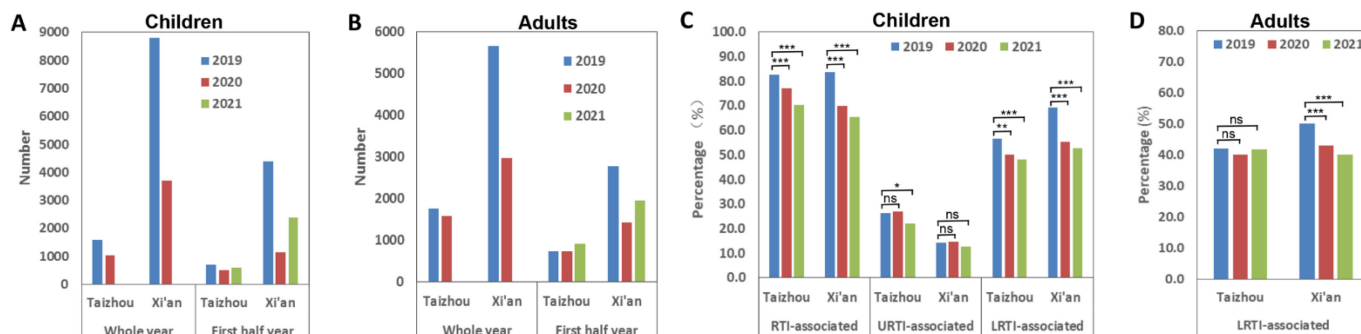 A Children
Number
9000
8000
7000
6000
5000
4000
3000
2000
1000
0
2019
2020
2021
Taizhou Xi'an Taizhou Xi'an
Whole year First half year
B Adults
Number
6000
5000
4000
3000
2000
1000
0
2019
2020
2021
Taizhou Xi'an Taizhou Xi'an
Whole year First half year
C Children
Percentage (%)
100.0
90.0
80.0
70.0
60.0
50.0
40.0
30.0
20.0
10.0
0.0
2019 2020 2021
*** *** *** ***
* ns ns ns
*** ** *** ***
Taizhou Xi'an Taizhou Xi'an Taizhou Xi'an
RTI-associated URTI-associated LRTI-associated
D Adults
Percentage (%)
80.0
70.0
60.0
50.0
40.0
30.0
20.0
10.0
0.0
2019 2020 2021
ns ns *** ***
Taizhou Xi'an
LRTI-associated